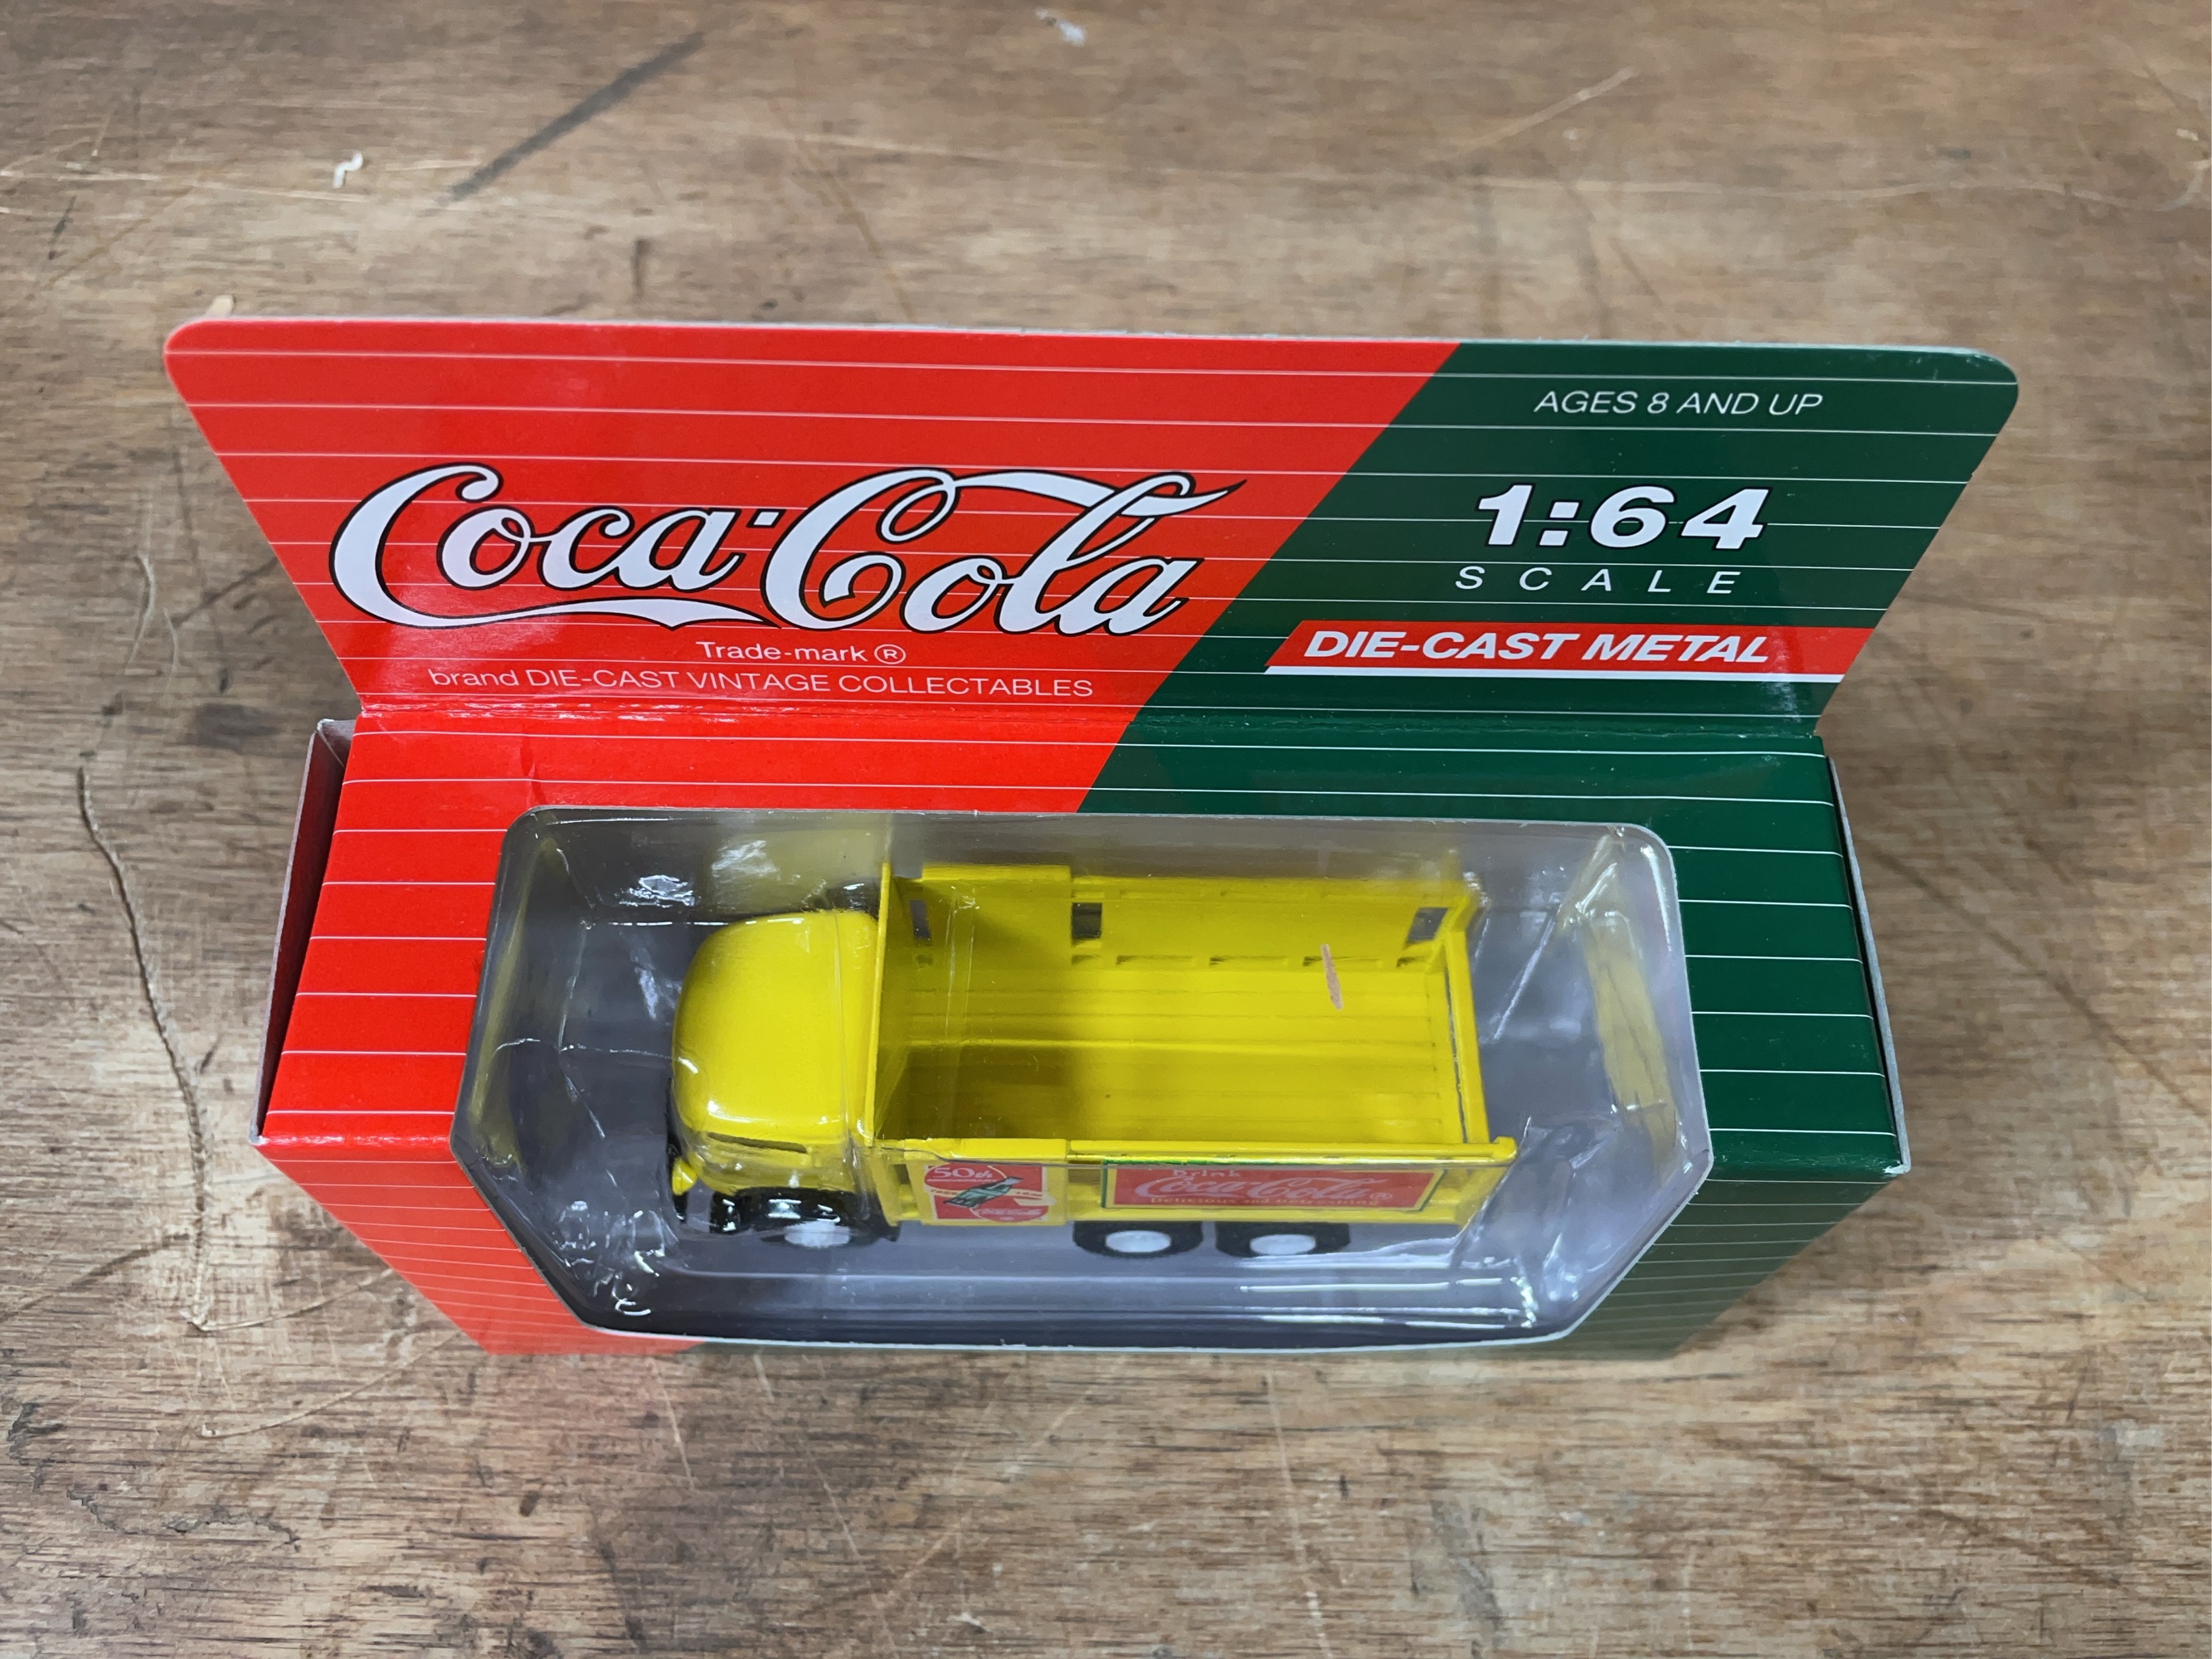 AGES 8 AND UP
Coca-Cola
Trade-mark ®
brand DIE-CAST VINTAGE COLLECTABLES
1:64
SCALE
DIE-CAST METAL
50th
Drink
Coca-Cola®